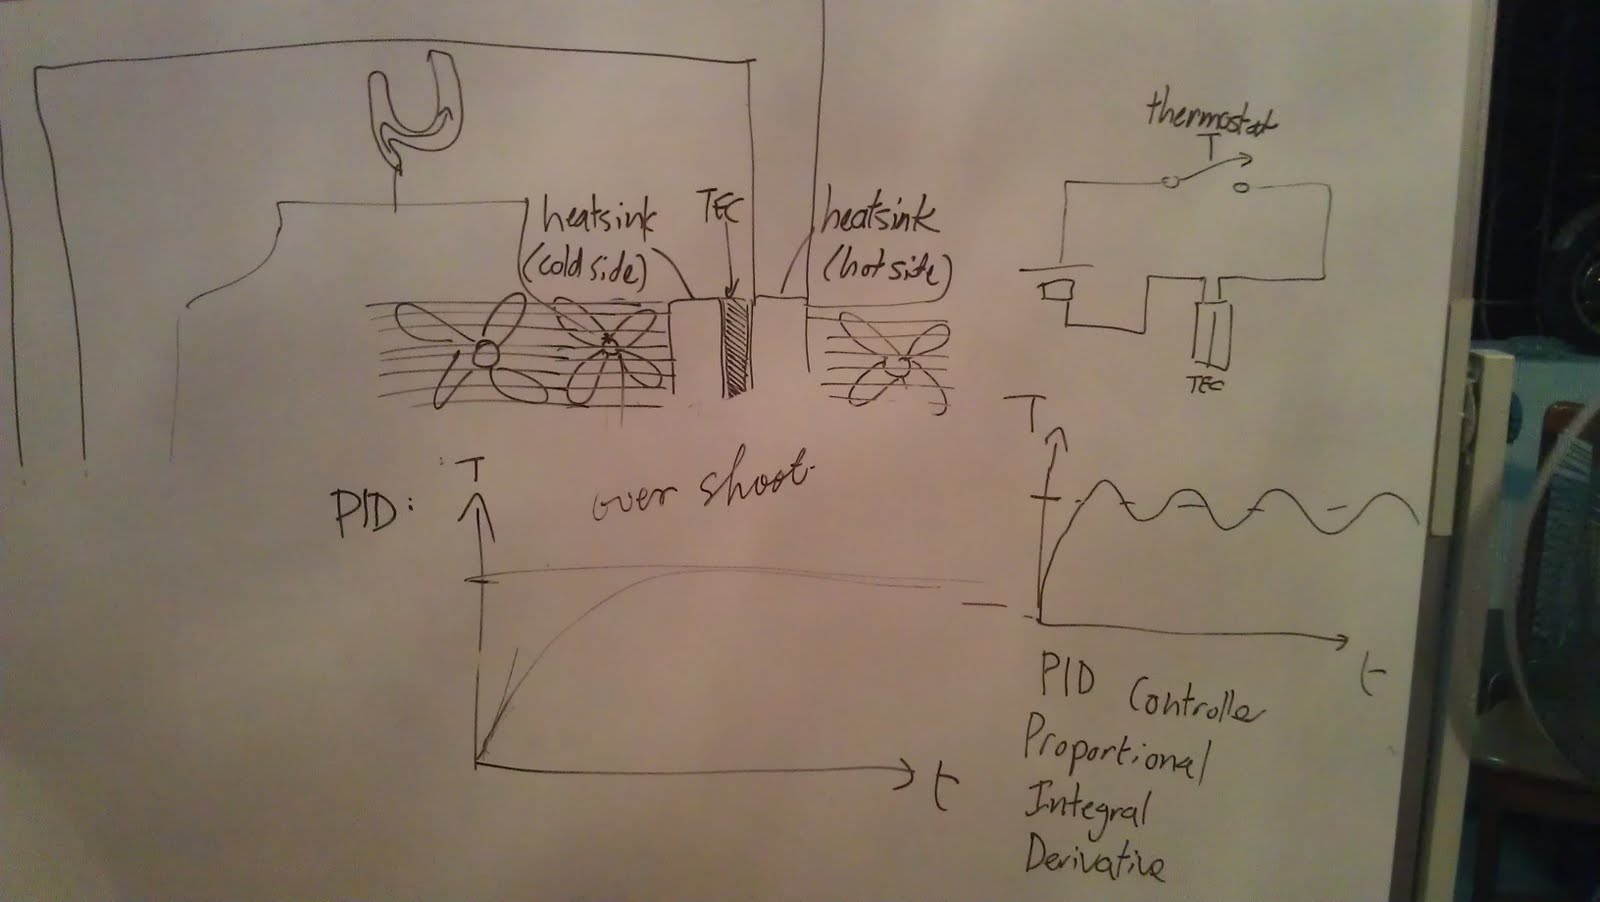 thermostat
T
heatsink
(cold side)
TEC
heatsink
(hot side)
TEC
PID:
T
over shoot
t
T
t
PID Controller
Proportional
Integral
Derivative